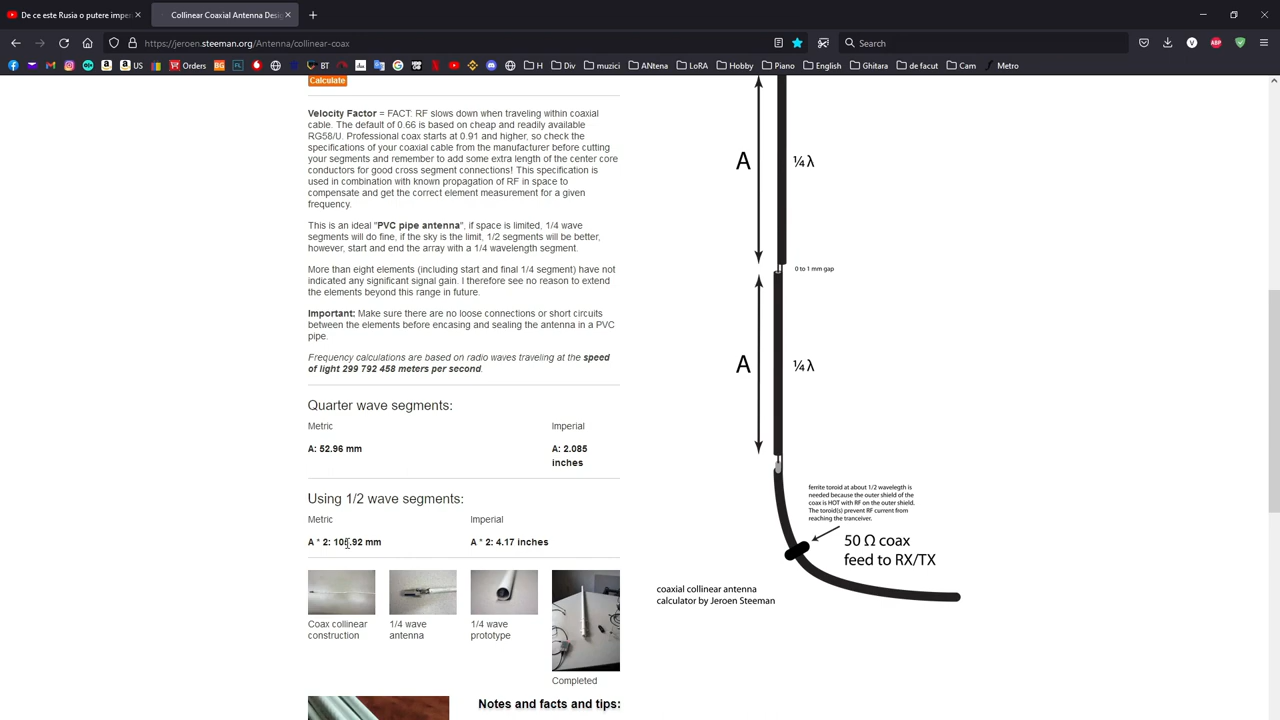 De ce este Rusia o putere imper
Collinear Coaxial Antenna Desig
https://jeroen.steeman.org/Antenna/collinear-coax
Search
AUS
US
Orders
BG
FL
BT
H
Div
muzici
ANtena
LoRA
Hobby
Piano
English
Ghitara
de facut
Cam
Metro
Calculate
Velocity Factor = FACT: RF slows down when traveling within coaxial
cable. The default of 0.66 is based on cheap and readily available
RG58/U. Professional coax starts at 0.91 and higher, so check the
specifications of your coaxial cable from the manufacturer before cutting
your segments and remember to add some extra length of the center core
conductors for good cross segment connections! This specification is
used in combination with known propagation of RF in space to
compensate and get the correct element measurement for a given
frequency.
This is an ideal "PVC pipe antenna", if space is limited, 1/4 wave
segments will do fine, if the sky is the limit, 1/2 segments will be better,
however, start and end the array with a 1/4 wavelength segment.
More than eight elements (including start and final 1/4 segment) have not
indicated any significant signal gain. I therefore see no reason to extend
the elements beyond this range in future.
Important: Make sure there are no loose connections or short circuits
between the elements before encasing and sealing the antenna in a PVC
pipe.
Frequency calculations are based on radio waves traveling at the speed
of light 299 792 458 meters per second.
Quarter wave segments:
Metric
Imperial
A: 52.96 mm
A: 2.085
inches
Using 1/2 wave segments:
Metric
Imperial
A * 2: 105.92 mm
A * 2: 4.17 inches
Coax collinear
construction
1/4 wave
antenna
1/4 wave
prototype
Completed
Notes and facts and tips:
A
¼ λ
0 to 1 mm gap
A
¼ λ
ferrite toroid at about 1/2 wavelegth is
needed because the outer shield of the
coax is HOT with RF on the outer shield.
The toroid(s) prevent RF current from
reaching the tranceiver.
50 Ω coax
feed to RX/TX
coaxial collinear antenna
calculator by Jeroen Steeman